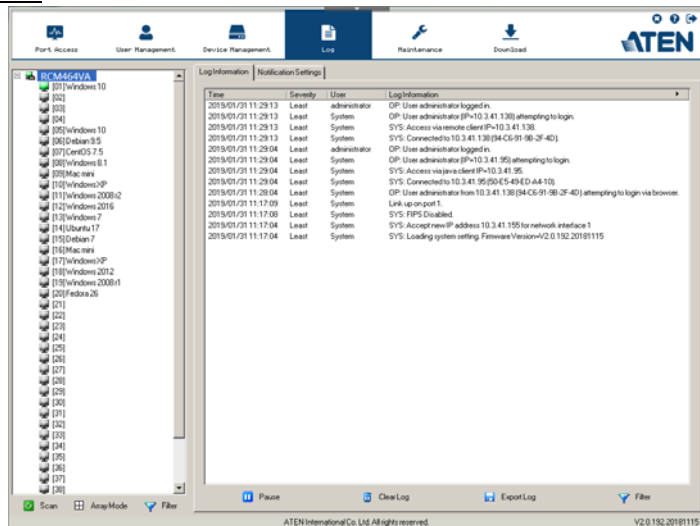 Port Access
User Management
Device Management
Log
Maintenance
Download
ATEN
RCM464VA
[01]Windows 10
[02]
[03]
[04]
[05]Windows 10
[06]Debian 9.5
[07]CentOS 7.5
[08]Windows 8.1
[09]Mac mini
[10]WindowsXP
[11]Windows 2008r2
[12]Windows 2016
[13]Windows 7
[14]Ubuntu 17
[15]Debian 7
[16]Mac mini
[17]WindowsXP
[18]Windows 2012
[19]Windows 2008r1
[20]Fedora 26
[21]
[22]
[23]
[24]
[25]
[26]
[27]
[28]
[29]
[30]
[31]
[32]
[33]
[34]
[35]
[36]
[37]
[38]
Scan
Array Mode
Filter
Log Information
Notification Settings
Time Severity User Log Information
2019/01/31 11:29:13 Least administrator OP: User administrator logged in.
2019/01/31 11:29:13 Least System OP: User administrator (IP=10.3.41.138) attempting to login.
2019/01/31 11:29:13 Least System SYS: Access via remote client IP=10.3.41.138.
2019/01/31 11:29:13 Least System SYS: Connected to 10.3.41.138 (94-C6-91-9B-2F-4D).
2019/01/31 11:29:04 Least administrator OP: User administrator logged in.
2019/01/31 11:29:04 Least System OP: User administrator (IP=10.3.41.95) attempting to login.
2019/01/31 11:29:04 Least System SYS: Access via java client IP=10.3.41.95.
2019/01/31 11:29:04 Least System SYS: Connected to 10.3.41.95 (50-E5-49-ED-A4-10).
2019/01/31 11:28:04 Least System OP: User administrator from 10.3.41.138 (94-C6-91-9B-2F-4D) attempting to login via browser.
2019/01/31 11:17:09 Least System Link up on port 1.
2019/01/31 11:17:08 Least System SYS: FIPS Disabled.
2019/01/31 11:17:04 Least System SYS: Accept new IP address 10.3.41.155 for network interface 1
2019/01/31 11:17:04 Least System SYS: Loading system setting. Firmware Version=V2.0.192.20181115
Pause
Clear Log
Export Log
Filter
ATEN International Co. Ltd. All rights reserved.
V2.0.192.20181115